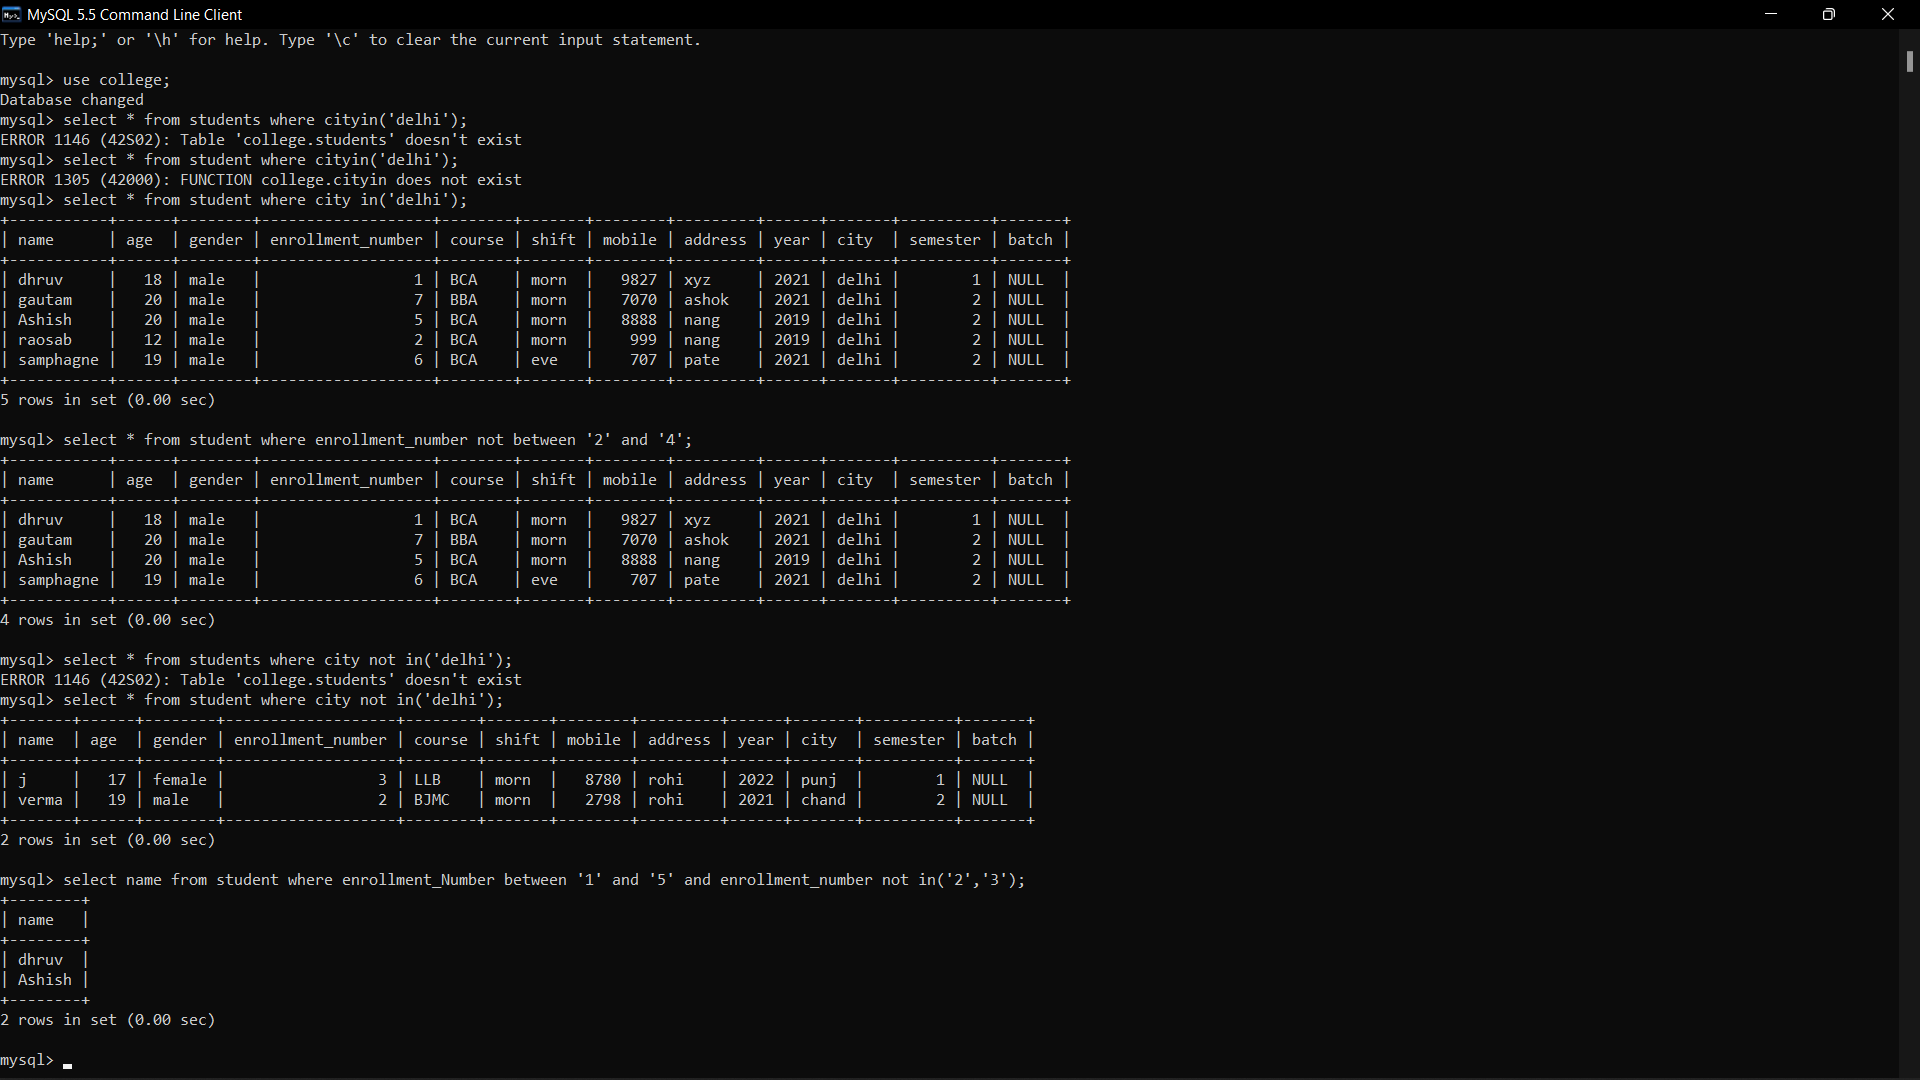 MySQL 5.5 Command Line Client
Type 'help;' or '\h' for help. Type '\c' to clear the current input statement.

mysql> use college;
Database changed
mysql> select * from students where cityin('delhi');
ERROR 1146 (42S02): Table 'college.students' doesn't exist
mysql> select * from student where cityin('delhi');
ERROR 1305 (42000): FUNCTION college.cityin does not exist
mysql> select * from student where city in('delhi');
+-----------+------+--------+-------------------+--------+-------+--------+---------+------+-------+----------+-------+
| name      | age  | gender | enrollment_number | course | shift | mobile | address | year | city  | semester | batch |
+-----------+------+--------+-------------------+--------+-------+--------+---------+------+-------+----------+-------+
| dhruv     |   18 | male   |                 1 | BCA    | morn  |   9827 | xyz     | 2021 | delhi |        1 | NULL  |
| gautam    |   20 | male   |                 7 | BBA    | morn  |   7070 | ashok   | 2021 | delhi |        2 | NULL  |
| Ashish    |   20 | male   |                 5 | BCA    | morn  |   8888 | nang    | 2019 | delhi |        2 | NULL  |
| raosab    |   12 | male   |                 2 | BCA    | morn  |    999 | nang    | 2019 | delhi |        2 | NULL  |
| samphagne |   19 | male   |                 6 | BCA    | eve   |    707 | pate    | 2021 | delhi |        2 | NULL  |
+-----------+------+--------+-------------------+--------+-------+--------+---------+------+-------+----------+-------+
5 rows in set (0.00 sec)

mysql> select * from student where enrollment_number not between '2' and '4';
+-----------+------+--------+-------------------+--------+-------+--------+---------+------+-------+----------+-------+
| name      | age  | gender | enrollment_number | course | shift | mobile | address | year | city  | semester | batch |
+-----------+------+--------+-------------------+--------+-------+--------+---------+------+-------+----------+-------+
| dhruv     |   18 | male   |                 1 | BCA    | morn  |   9827 | xyz     | 2021 | delhi |        1 | NULL  |
| gautam    |   20 | male   |                 7 | BBA    | morn  |   7070 | ashok   | 2021 | delhi |        2 | NULL  |
| Ashish    |   20 | male   |                 5 | BCA    | morn  |   8888 | nang    | 2019 | delhi |        2 | NULL  |
| samphagne |   19 | male   |                 6 | BCA    | eve   |    707 | pate    | 2021 | delhi |        2 | NULL  |
+-----------+------+--------+-------------------+--------+-------+--------+---------+------+-------+----------+-------+
4 rows in set (0.00 sec)

mysql> select * from students where city not in('delhi');
ERROR 1146 (42S02): Table 'college.students' doesn't exist
mysql> select * from student where city not in('delhi');
+-------+------+--------+-------------------+--------+-------+--------+---------+------+-------+----------+-------+
| name  | age  | gender | enrollment_number | course | shift | mobile | address | year | city  | semester | batch |
+-------+------+--------+-------------------+--------+-------+--------+---------+------+-------+----------+-------+
| j     |   17 | female |                 3 | LLB    | morn  |   8780 | rohi    | 2022 | punj  |        1 | NULL  |
| verma |   19 | male   |                 2 | BJMC   | morn  |   2798 | rohi    | 2021 | chand |        2 | NULL  |
+-------+------+--------+-------------------+--------+-------+--------+---------+------+-------+----------+-------+
2 rows in set (0.00 sec)

mysql> select name from student where enrollment_Number between '1' and '5' and enrollment_number not in('2','3');
+--------+
| name   |
+--------+
| dhruv  |
| Ashish |
+--------+
2 rows in set (0.00 sec)

mysql>